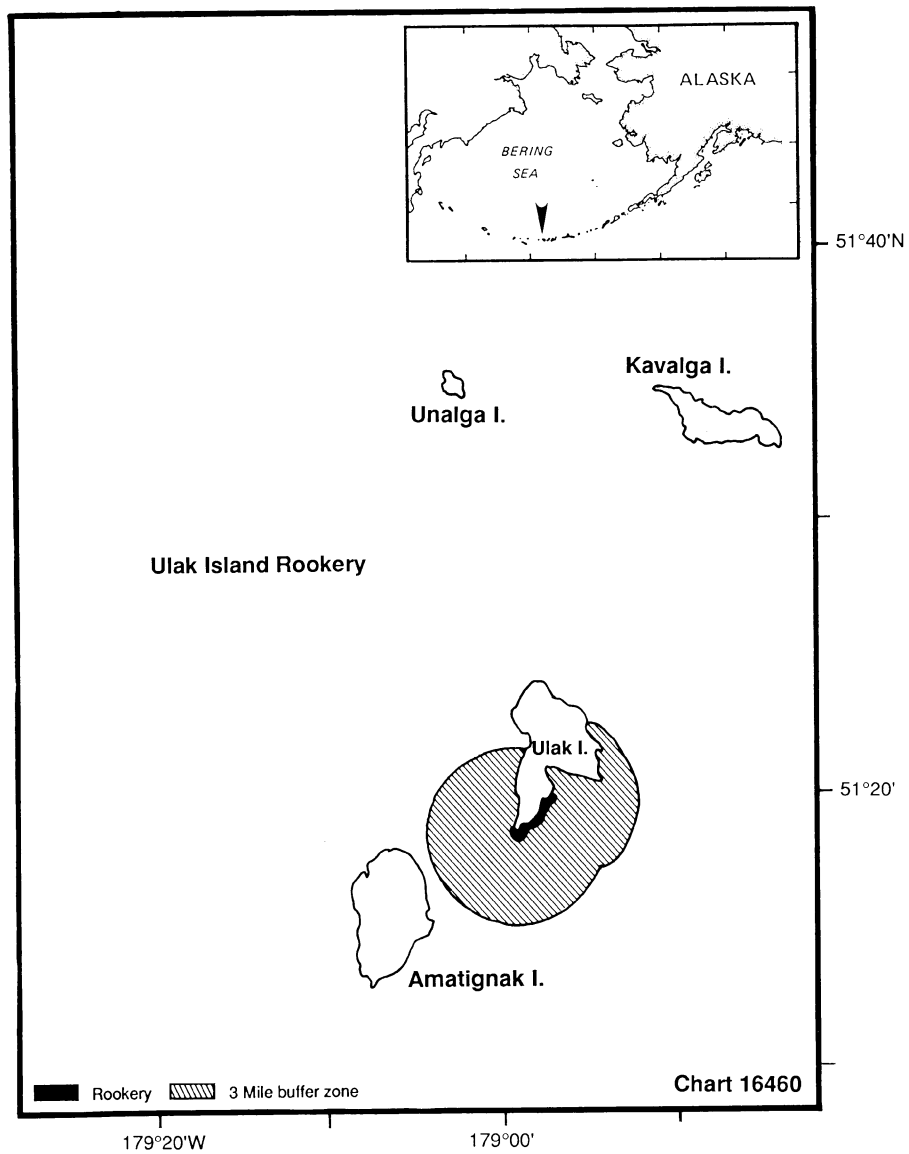 ALASKA
BERING
SEA
51°40'N
Kavalga I.
Unalga I.
Ulak Island Rookery
Ulak I.
51°20'
Amatignak I.
Rookery
3 Mile buffer zone
Chart 16460
179°20'W
179°00'